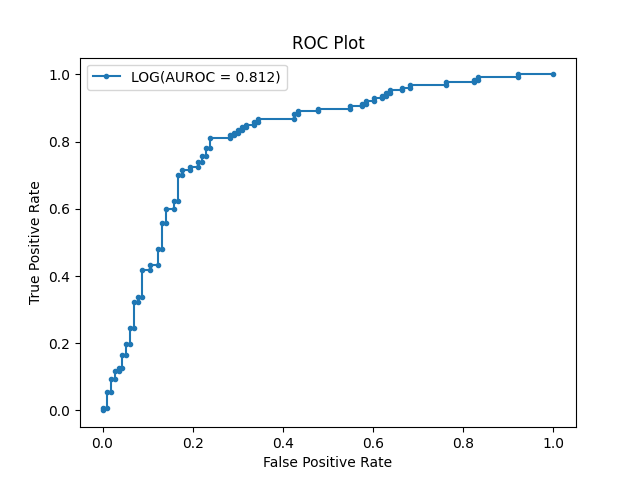 ROC Plot
LOG(AUROC = 0.812)
True Positive Rate
1.0
0.8
0.6
0.4
0.2
0.0
0.0 0.2 0.4 0.6 0.8 1.0
False Positive Rate